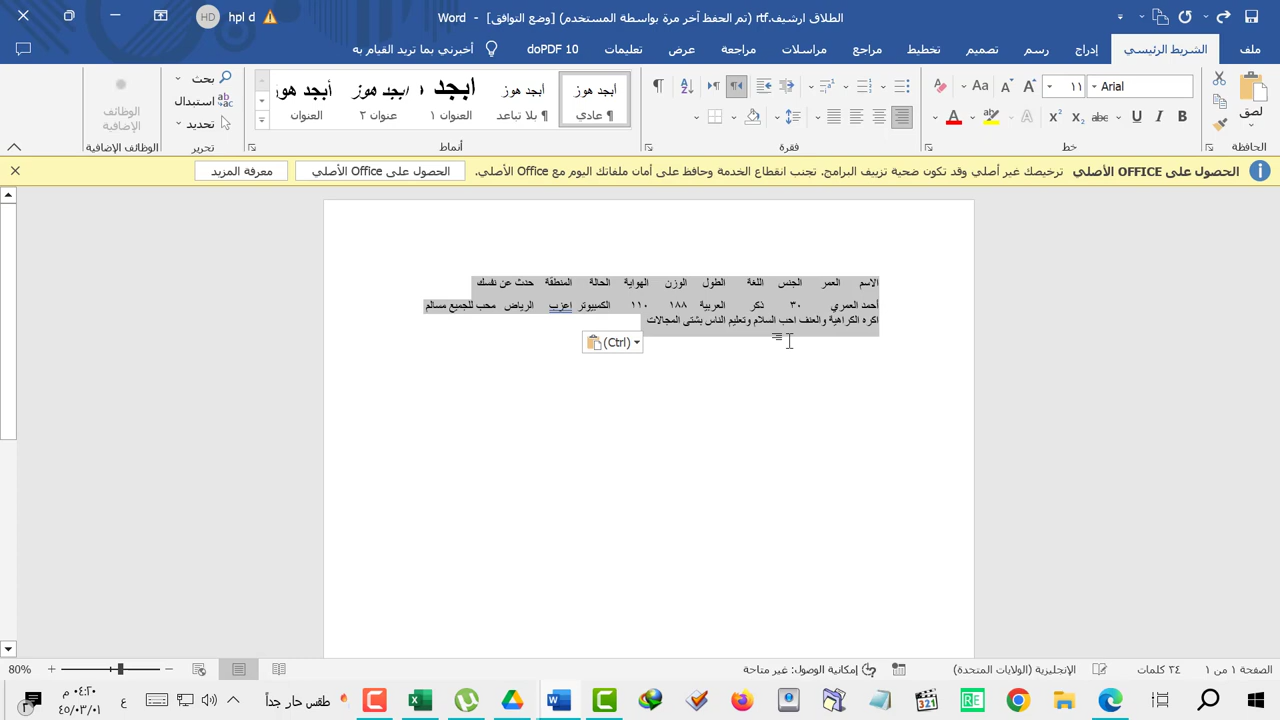 الطلاق ارشيف.rtf (تم الحفظ آخر مرة بواسطة المستخدم) [وضع التوافق] - Word
hpl d HD
ملف الشريط الرئيسي إدراج رسم تصميم تخطيط مراجع مراسلات مراجعة عرض تعليمات doPDF 10 أخبرني بما تريد القيام به
لصق
الحافظة
Arial ١١
خط
فقرة
أبجد هوز أبجد هوز أبجد ابجد هوز أبجد هوز
¶ عادي ¶ بلا تباعد العنوان ١ عنوان ٢ العنوان
أنماط
بحث
استبدال
تحديد
تحرير
الوظائف الإضافية
الوظائف الإضافية
الحصول على OFFICE الأصلي ترخيصك غير أصلي وقد تكون ضحية تزييف البرامج. تجنب انقطاع الخدمة وحافظ على أمان ملفاتك اليوم مع Office الأصلي.
الحصول على Office الأصلي
معرفة المزيد
الاسم العمر الجنس اللغة الطول الوزن الهواية الحالة المنطقة حدث عن نفسك
أحمد العمري ٣٠ ذكر العربية ١٨٨ ١١٠ الكمبيوتر اعزب الرياض محب للجميع مسالم
اكره الكراهية والعنف احب السلام وتعليم الناس بشتى المجالات
(Ctrl)
الصفحة ١ من ١ ٢٤ كلمات الإنجليزية (الولايات المتحدة) إمكانية الوصول: غير متاحة 80%
طقس حار جداً ع ٠٤:٢٠ م
٤٥/٠٣/٠١